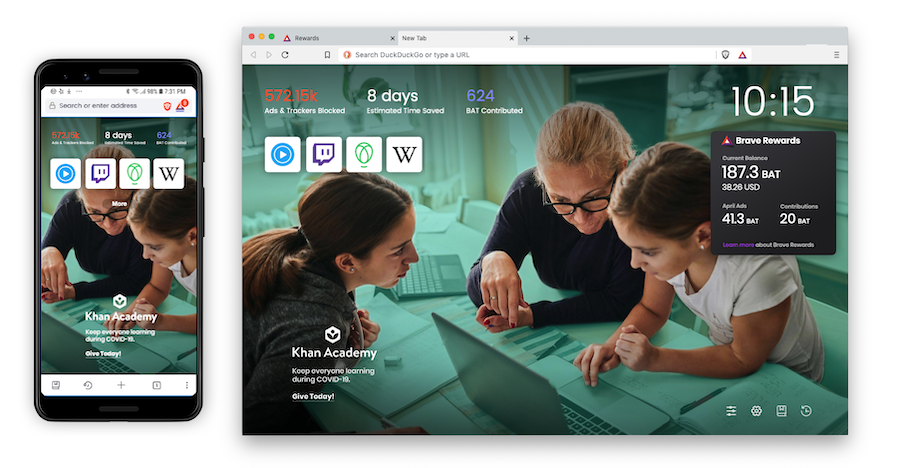 7:31 PM
98%
Search or enter address
572.15k
Ads & Trackers Blocked
8 days
Estimated Time Saved
624
BAT Contributed
W
More
Khan Academy
Keep everyone learning
during COVID-19.
Give Today!
Rewards
New Tab
Search DuckDuckGo or type a URL
572.15k
Ads & Trackers Blocked
8 days
Estimated Time Saved
624
BAT Contributed
10:15
W
Brave Rewards
Current Balance
187.3 BAT
38.26 USD
April Ads
Contributions
41.3 BAT
20 BAT
Learn more about Brave Rewards
Khan Academy
Keep everyone learning
during COVID-19.
Give Today!